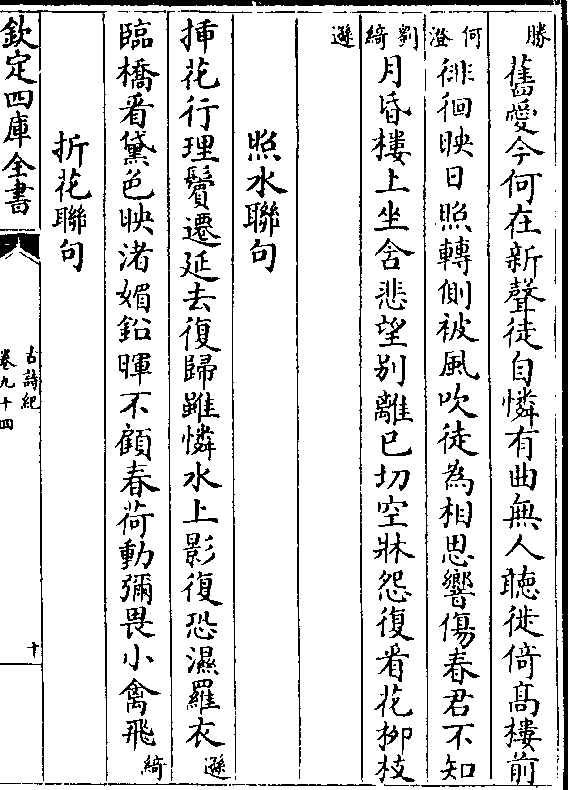 勝舊愛今何在新聲徒自憐有曲無人聽徙倚髙樓前
何澄徘徊映日照轉側被風吹徒為相思響傷春君不知
劉綺月昏樓上坐含悲望别離已切空牀怨復看花栁枝
遜
照水聯句
揷花行理鬢遷延去復歸雖憐水上影復恐濕羅衣遜
臨橋看黛色映渚媚鉛暉不顧春荷動彌畏小禽飛綺
折花聯句
欽定四庫全書
古詩紀
卷九十四
十